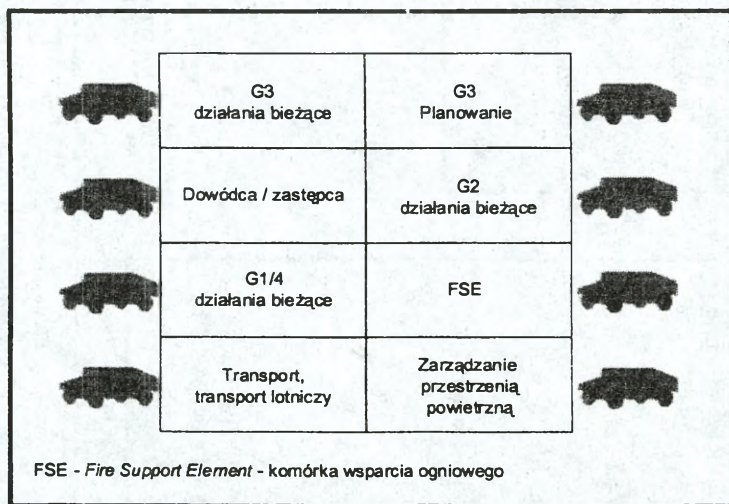 G3
działania bieżące
G3
Planowanie
Dowódca / zastępca
G2
działania bieżące
G1/4
działania bieżące
FSE
Transport,
transport lotniczy
Zarządzanie
przestrzenią
powietrzną
FSE - Fire Support Element - komórka wsparcia ogniowego